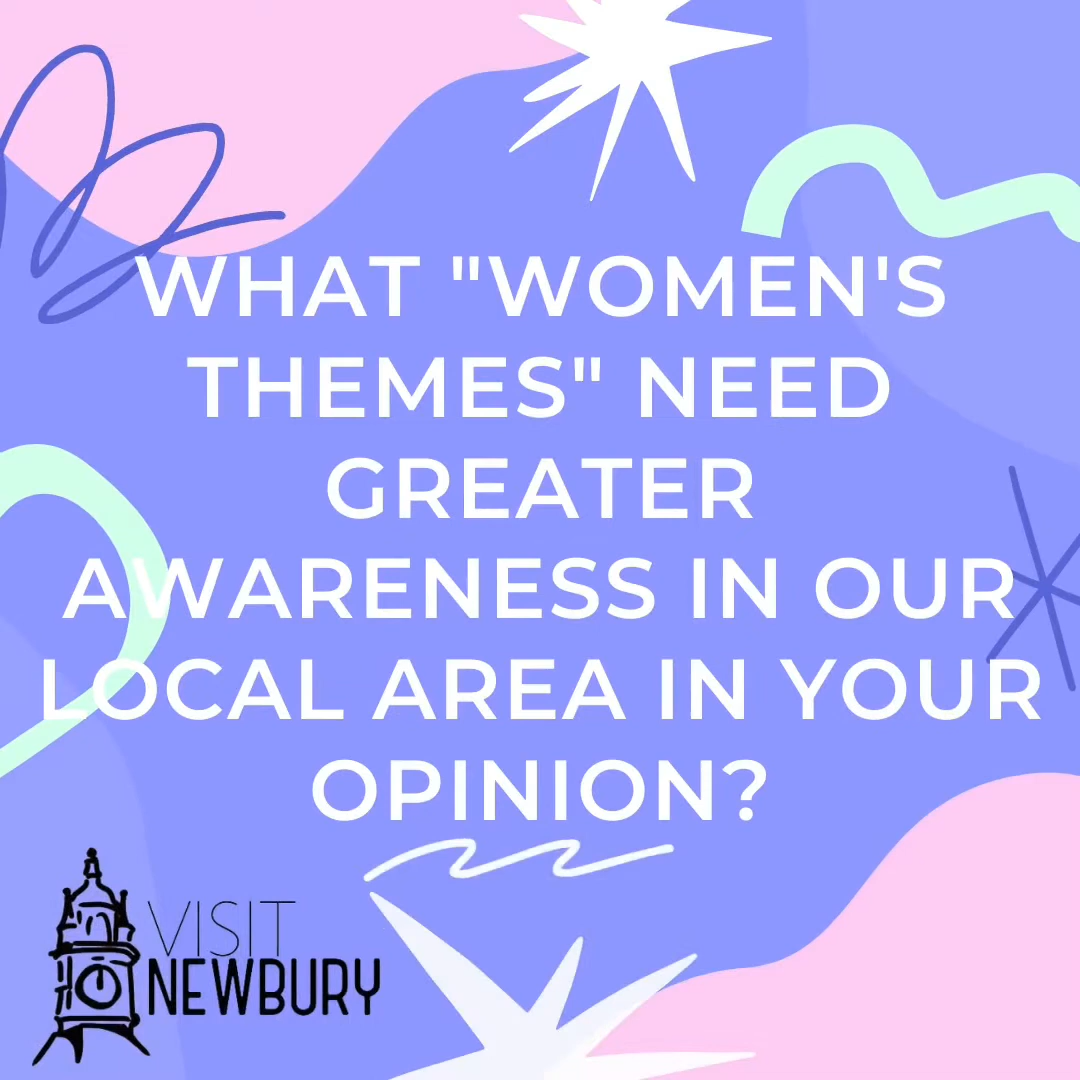 WHAT "WOMEN'S
THEMES" NEED
GREATER
AWARENESS IN OUR
LOCAL AREA IN YOUR
OPINION?
VISIT
NEWBURY